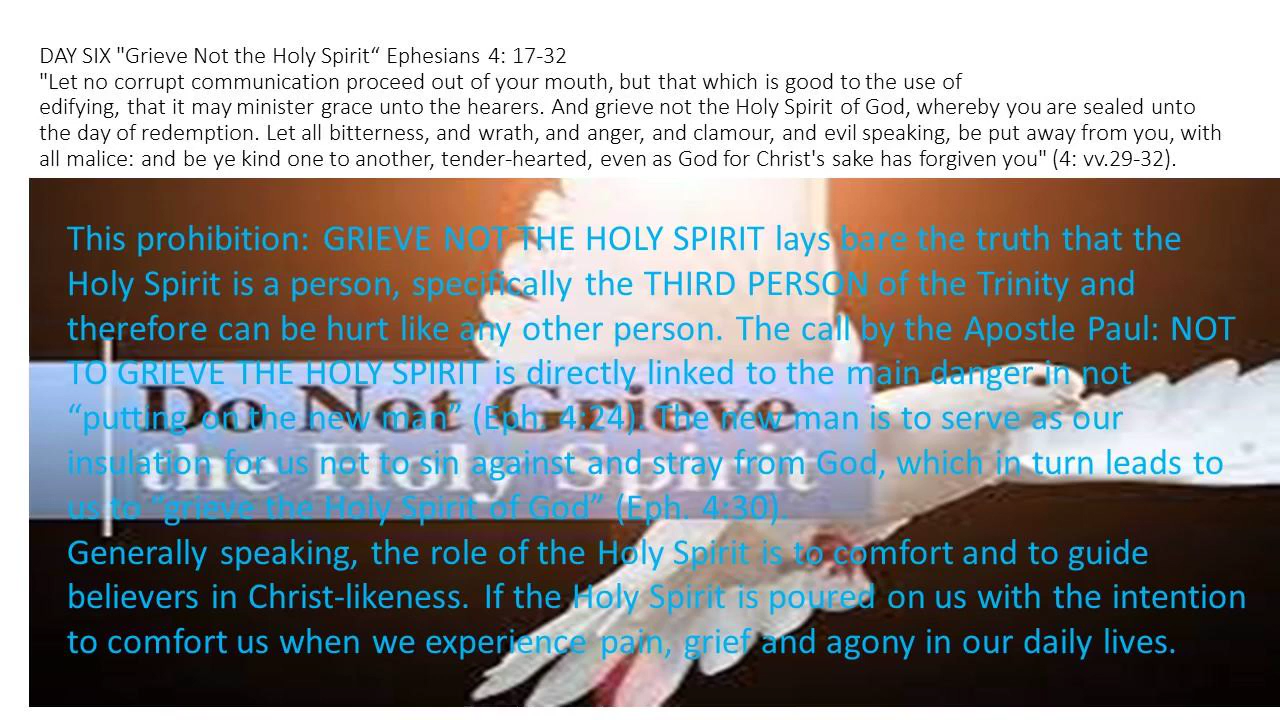 DAY SIX "Grieve Not the Holy Spirit“ Ephesians 4: 17-32
"Let no corrupt communication proceed out of your mouth, but that which is good to the use of
edifying, that it may minister grace unto the hearers. And grieve not the Holy Spirit of God, whereby you are sealed unto
the day of redemption. Let all bitterness, and wrath, and anger, and clamour, and evil speaking, be put away from you, with
all malice: and be ye kind one to another, tender-hearted, even as God for Christ's sake has forgiven you" (4: vv.29-32).
This prohibition: GRIEVE NOT THE HOLY SPIRIT lays bare the truth that the
Holy Spirit is a person, specifically the THIRD PERSON of the Trinity and
therefore can be hurt like any other person. The call by the Apostle Paul: NOT
TO GRIEVE THE HOLY SPIRIT is directly linked to the main danger in not
“putting on the new man” (Eph. 4:24). The new man is to serve as our
insulation for us not to sin against and stray from God, which in turn leads to
us to “grieve the Holy Spirit of God” (Eph. 4:30).
Generally speaking, the role of the Holy Spirit is to comfort and to guide
believers in Christ-likeness. If the Holy Spirit is poured on us with the intention
to comfort us when we experience pain, grief and agony in our daily lives.
Do Not Grieve
the Holy Spirit